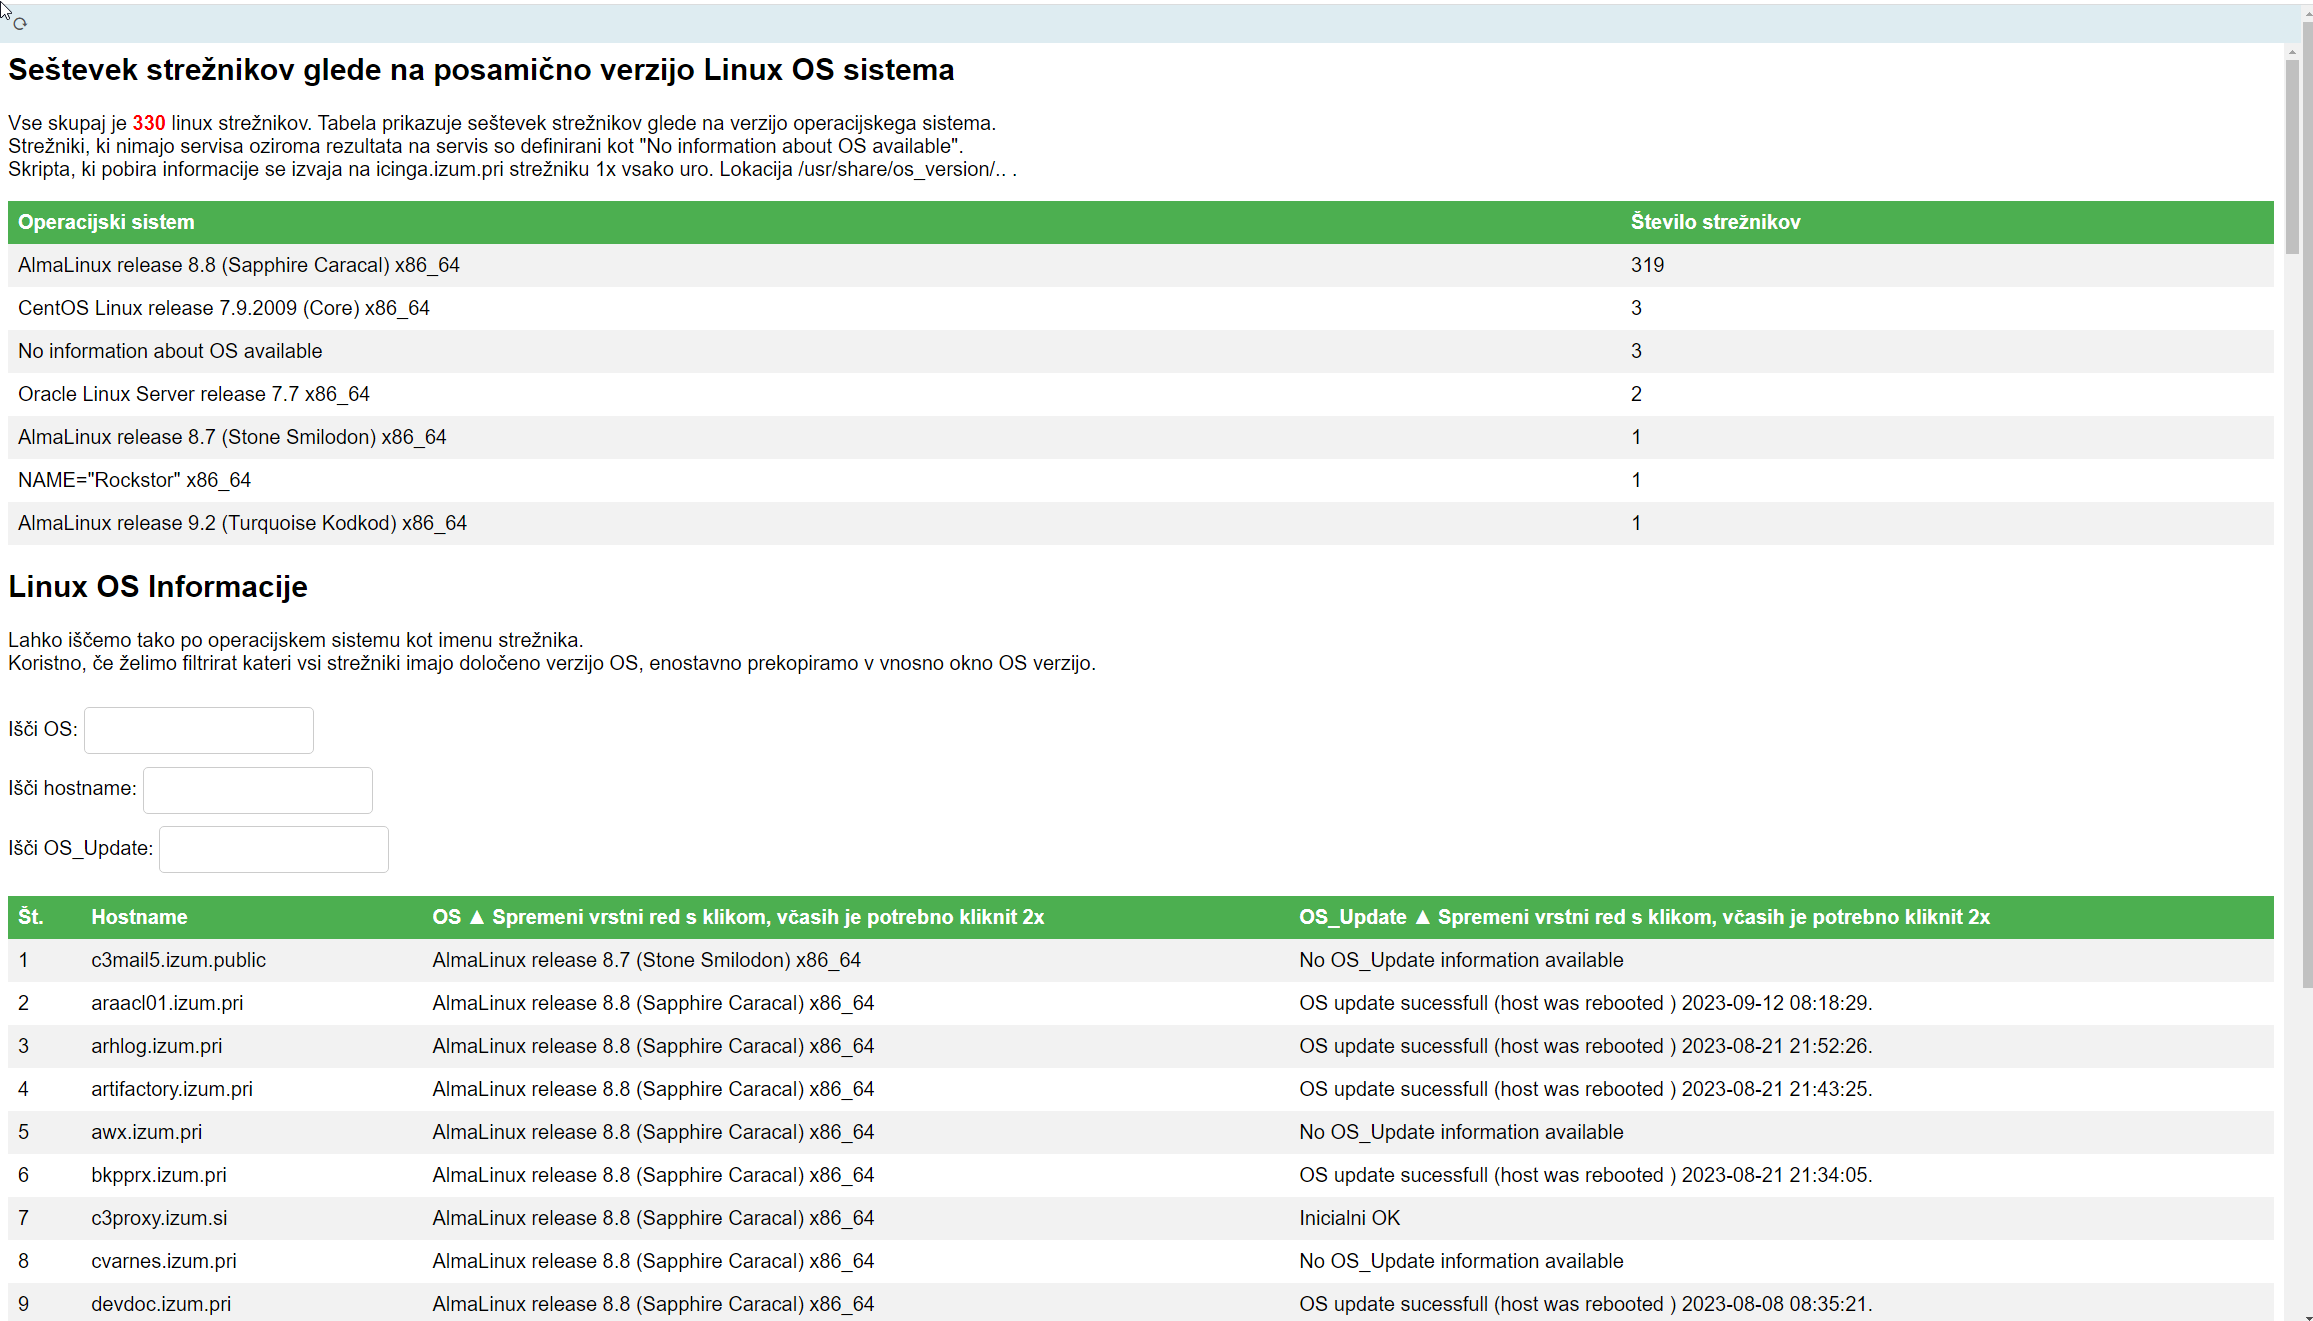 Seštevek strežnikov glede na posamično verzijo Linux OS sistema
Vse skupaj je 330 linux strežnikov. Tabela prikazuje seštevek strežnikov glede na verzijo operacijskega sistema.
Strežniki, ki nimajo servisa oziroma rezultata na servis so definirani kot "No information about OS available".
Skripta, ki pobira informacije se izvaja na icinga.izum.pri strežniku 1x vsako uro. Lokacija /usr/share/os_version/.. .
Operacijski sistem Število strežnikov
AlmaLinux release 8.8 (Sapphire Caracal) x86_64 319
CentOS Linux release 7.9.2009 (Core) x86_64 3
No information about OS available 3
Oracle Linux Server release 7.7 x86_64 2
AlmaLinux release 8.7 (Stone Smilodon) x86_64 1
NAME="Rockstor" x86_64 1
AlmaLinux release 9.2 (Turquoise Kodkod) x86_64 1
Linux OS Informacije
Lahko iščemo tako po operacijskem sistemu kot imenu strežnika.
Koristno, če želimo filtrirat kateri vsi strežniki imajo določeno verzijo OS, enostavno prekopiramo v vnosno okno OS verzijo.
Išči OS:
Išči hostname:
Išči OS_Update:
Št. Hostname OS ▲ Spremeni vrstni red s klikom, včasih je potrebno kliknit 2x OS_Update ▲ Spremeni vrstni red s klikom, včasih je potrebno kliknit 2x
1 c3mail5.izum.public AlmaLinux release 8.7 (Stone Smilodon) x86_64 No OS_Update information available
2 araacl01.izum.pri AlmaLinux release 8.8 (Sapphire Caracal) x86_64 OS update sucessfull (host was rebooted ) 2023-09-12 08:18:29.
3 arhlog.izum.pri AlmaLinux release 8.8 (Sapphire Caracal) x86_64 OS update sucessfull (host was rebooted ) 2023-08-21 21:52:26.
4 artifactory.izum.pri AlmaLinux release 8.8 (Sapphire Caracal) x86_64 OS update sucessfull (host was rebooted ) 2023-08-21 21:43:25.
5 awx.izum.pri AlmaLinux release 8.8 (Sapphire Caracal) x86_64 No OS_Update information available
6 bkpprx.izum.pri AlmaLinux release 8.8 (Sapphire Caracal) x86_64 OS update sucessfull (host was rebooted ) 2023-08-21 21:34:05.
7 c3proxy.izum.si AlmaLinux release 8.8 (Sapphire Caracal) x86_64 Inicialni OK
8 cvarnes.izum.pri AlmaLinux release 8.8 (Sapphire Caracal) x86_64 No OS_Update information available
9 devdoc.izum.pri AlmaLinux release 8.8 (Sapphire Caracal) x86_64 OS update sucessfull (host was rebooted ) 2023-08-08 08:35:21.